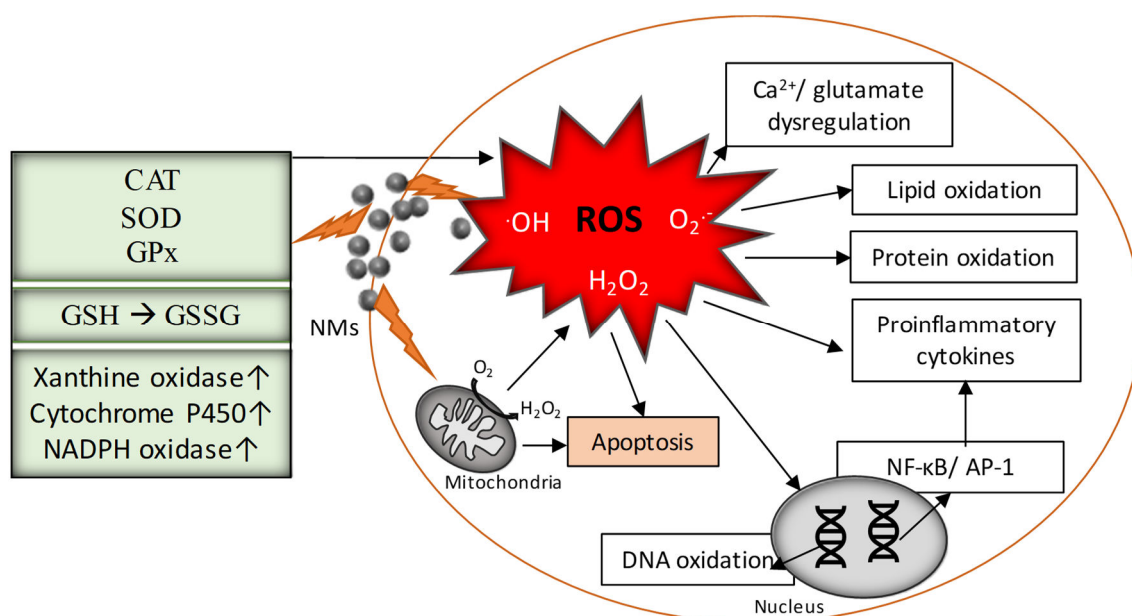 CAT
SOD
GPx
GSH → GSSG
Xanthine oxidase↑
Cytochrome P450↑
NADPH oxidase↑
NMs
·OH
ROS
O₂·⁻
H₂O₂
O₂
H₂O₂
Mitochondria
Apoptosis
Ca²⁺/ glutamate
dysregulation
Lipid oxidation
Protein oxidation
Proinflammatory
cytokines
NF-κB/ AP-1
DNA oxidation
Nucleus